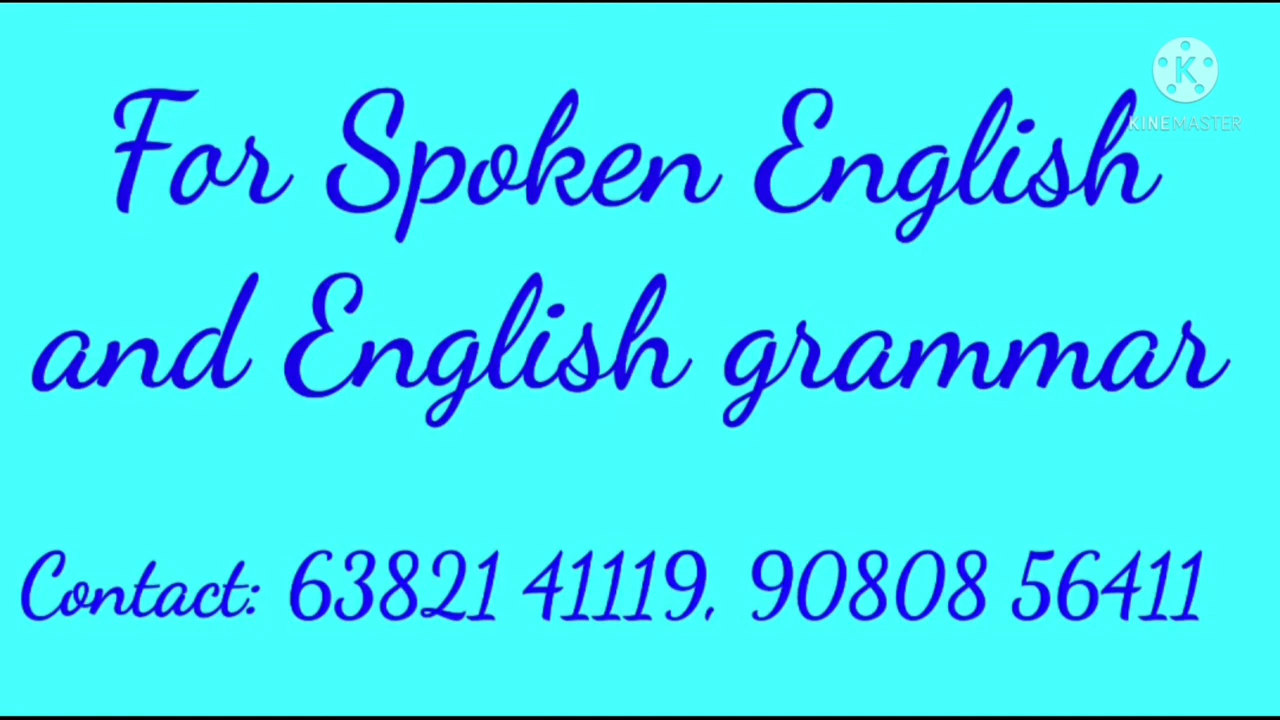 K
KINEMASTER
For Spoken English
and English grammar
Contact: 63821 41119, 90808 56411